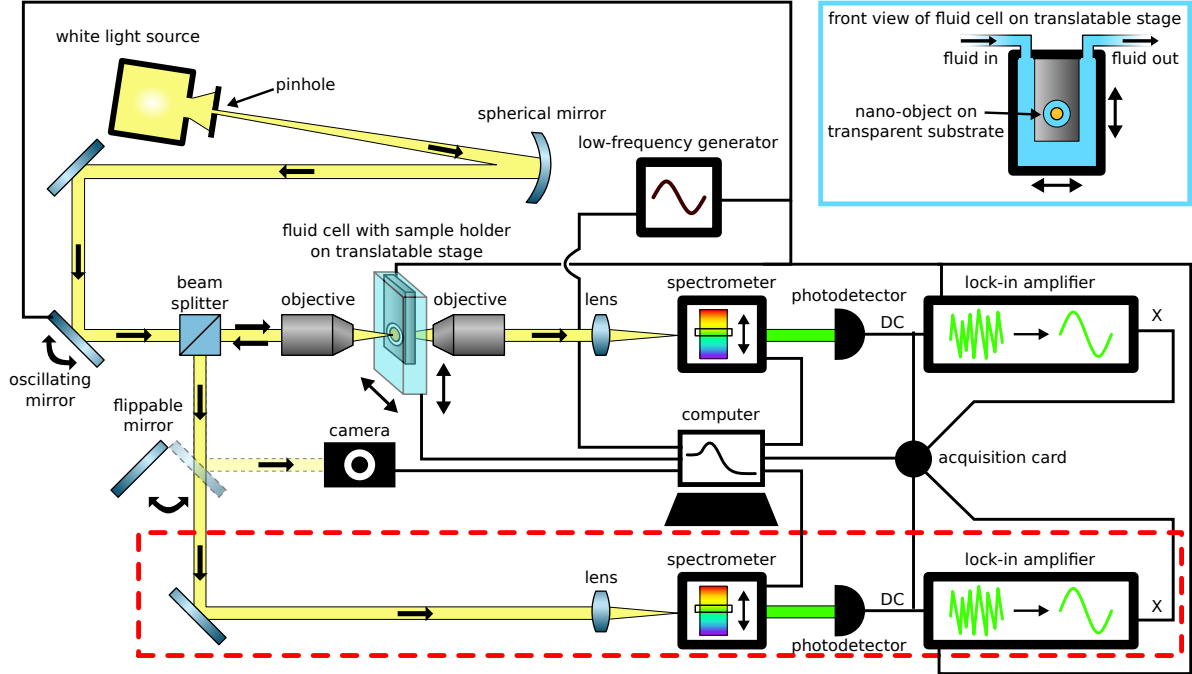 white light source
pinhole
spherical mirror
low-frequency generator
front view of fluid cell on translatable stage
fluid in
fluid out
nano-object on
transparent substrate
fluid cell with sample holder
on translatable stage
beam
splitter
objective
objective
lens
spectrometer
photodetector
lock-in amplifier
DC
X
oscillating
mirror
flippable
mirror
camera
computer
acquisition card
lens
spectrometer
photodetector
lock-in amplifier
DC
X